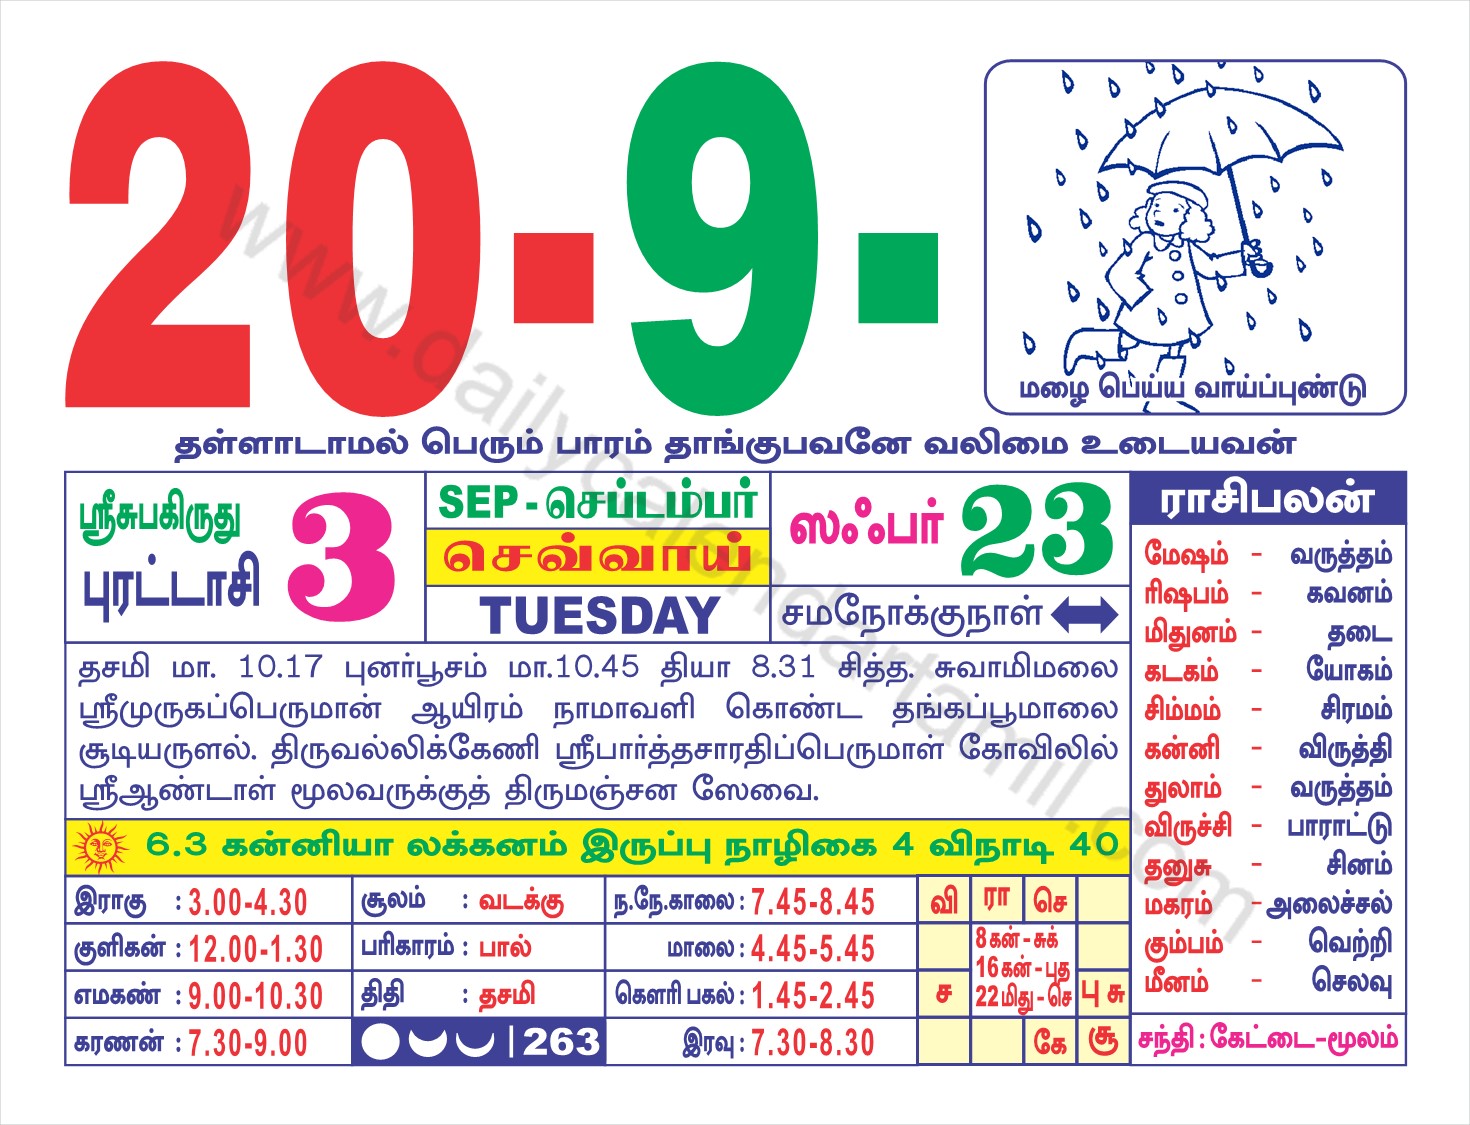 20-9-
மழை பெய்ய வாய்ப்புண்டு
தள்ளாடாமல் பெரும் பாரம் தாங்குபவனே வலிமை உடையவன்
ஸ்ரீசுபகிருது
புரட்டாசி 3
SEP - செப்டம்பர்
செவ்வாய்
TUESDAY
ஸஃபர் 23
சமநோக்குநாள்
தசமி மா. 10.17 புனர்பூசம் மா.10.45 தியா 8.31 சித்த. சுவாமிமலை
ஸ்ரீமுருகப்பெருமான் ஆயிரம் நாமாவளி கொண்ட தங்கப்பூமாலை
சூடியருளல். திருவல்லிக்கேணி ஸ்ரீபார்த்தசாரதிப்பெருமாள் கோவிலில்
ஸ்ரீஆண்டாள் மூலவருக்குத் திருமஞ்சன ஸேவை.
6.3 கன்னியா லக்கனம் இருப்பு நாழிகை 4 விநாடி 40
இராகு : 3.00-4.30
குளிகன் : 12.00-1.30
எமகண் : 9.00-10.30
கரணன் : 7.30-9.00
சூலம் : வடக்கு
பரிகாரம் : பால்
திதி : தசமி
| 263
ந.நே.காலை : 7.45-8.45
மாலை : 4.45-5.45
கௌரி பகல் : 1.45-2.45
இரவு : 7.30-8.30
வி ரா செ
8 கன் - சுக்
16 கன் - புத
22 மிது - செ
ச பு சு
கே சூ
ராசிபலன்
மேஷம் - வருத்தம்
ரிஷபம் - கவனம்
மிதுனம் - தடை
கடகம் - யோகம்
சிம்மம் - சிரமம்
கன்னி - விருத்தி
துலாம் - வருத்தம்
விருச்சி - பாராட்டு
தனுசு - சினம்
மகரம் - அலைச்சல்
கும்பம் - வெற்றி
மீனம் - செலவு
சந்தி : கேட்டை-மூலம்
www.dailycalendartamil.com